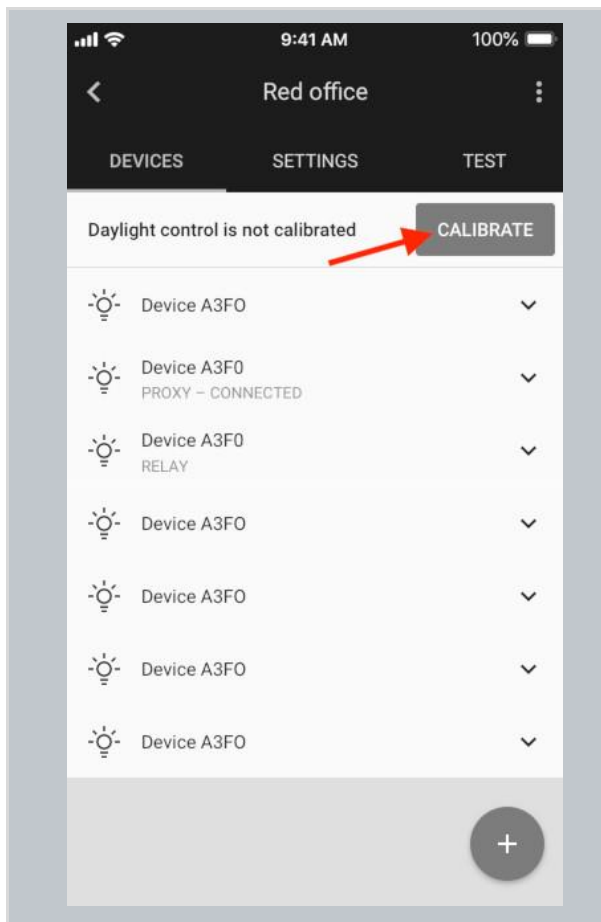 9:41 AM 100%
Red office
DEVICES SETTINGS TEST
Daylight control is not calibrated CALIBRATE
Device A3FO
Device A3F0
PROXY – CONNECTED
Device A3F0
RELAY
Device A3FO
Device A3FO
Device A3FO
Device A3FO
+